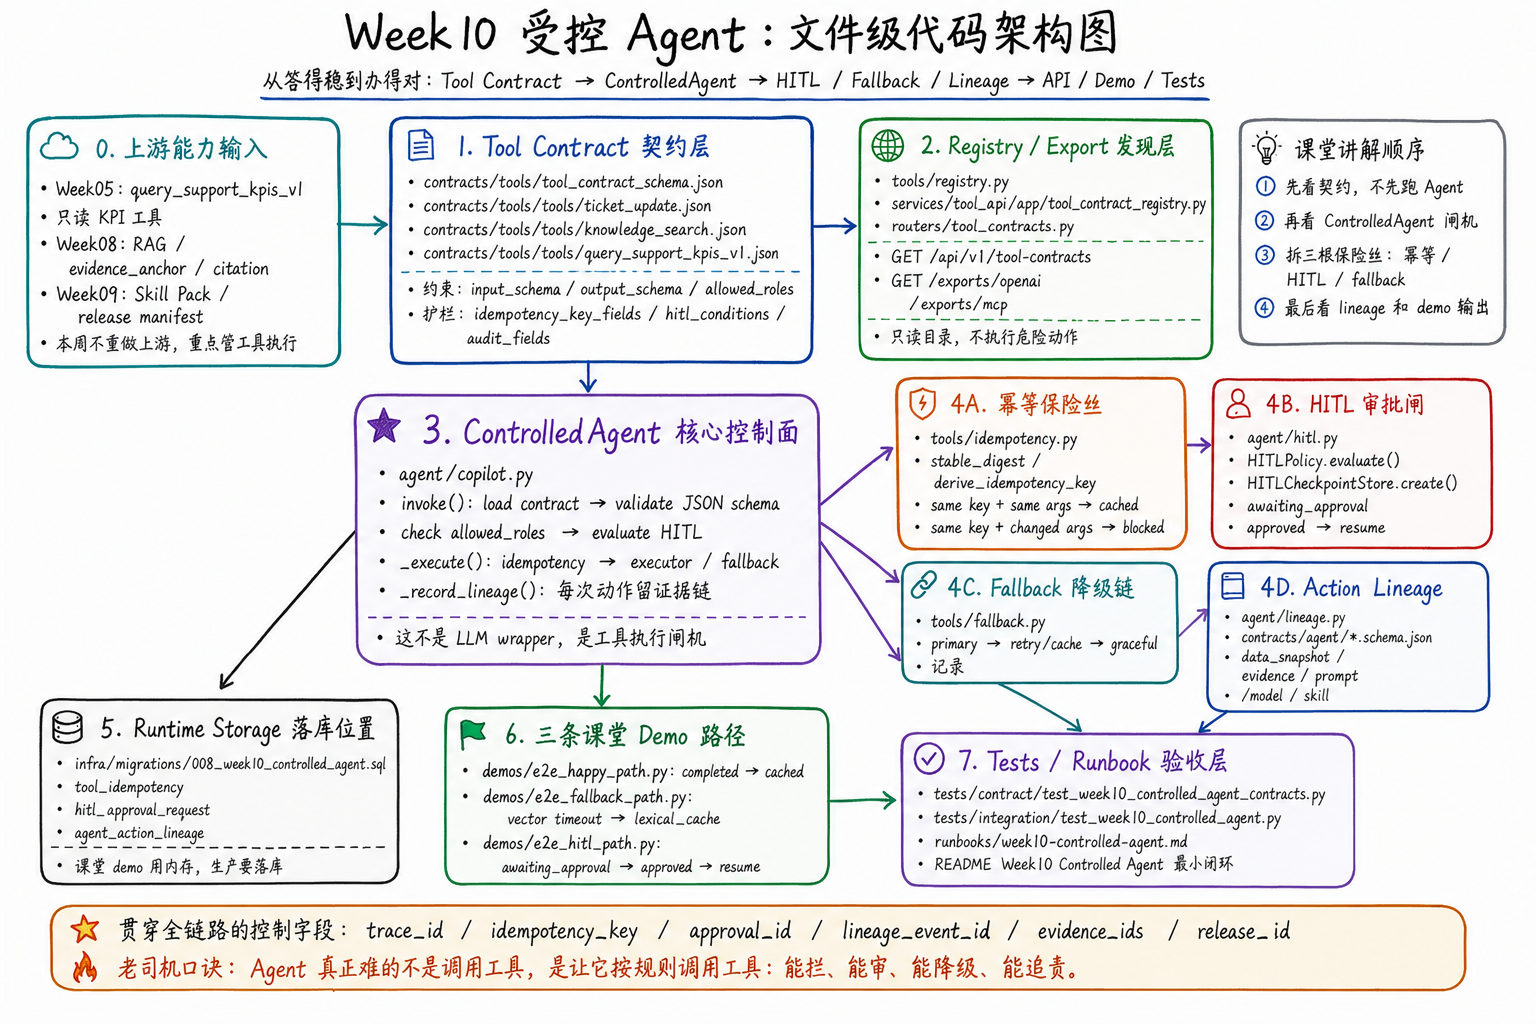 Week10 受控 Agent：文件级代码架构图
从答得稳到办得对：Tool Contract → ControlledAgent → HITL / Fallback / Lineage → API / Demo / Tests
0. 上游能力输入
• Week05：query_support_kpis_v1
• 只读 KPI 工具
• Week08：RAG /
evidence_anchor / citation
• Week09：Skill Pack /
release manifest
• 本周不重做上游，重点管工具执行
1. Tool Contract 契约层
• contracts/tools/tool_contract_schema.json
• contracts/tools/ticket_update.json
• contracts/tools/knowledge_search.json
• contracts/tools/query_support_kpis_v1.json
• 约束：input_schema / output_schema / allowed_roles
• 护栏：idempotency_key_fields / hitl_conditions /
audit_fields
2. Registry / Export 发现层
• tools/registry.py
• services/tool_api/app/tool_contract_registry.py
• routers/tool_contracts.py
• GET /api/v1/tool-contracts
• GET /exports/openai
/exports/mcp
• 只读目录，不执行危险动作
课堂讲解顺序
① 先看契约，不先跑 Agent
② 再看 ControlledAgent 闸机
③ 拆三根保险丝：幂等 /
HITL / fallback
④ 最后看 lineage 和 demo 输出
3. ControlledAgent 核心控制面
• agent/copilot.py
• invoke()：load contract → validate JSON schema
• check allowed_roles → evaluate HITL
• _execute()：idempotency → executor / fallback
• _record_lineage()：每次动作留证据链
• 这不是 LLM wrapper，是工具执行闸机
4A. 幂等保险丝
• tools/idempotency.py
• stable_digest /
derive_idempotency_key
• same key + same args → cached
• same key + changed args → blocked
4B. HITL 审批闸
• agent/hitl.py
• HITLPolicy.evaluate()
• HITLCheckpointStore.create()
• awaiting_approval
• approved → resume
4C. Fallback 降级链
• tools/fallback.py
• primary → retry/cache → graceful
• 记录
4D. Action Lineage
• agent/lineage.py
• contracts/agent/*.schema.json
• data_snapshot /
evidence / prompt
• /model / skill
5. Runtime Storage 落库位置
• infra/migrations/008_week10_controlled_agent.sql
• tool_idempotency
• hitl_approval_request
• agent_action_lineage
• 课堂 demo 用内存，生产要落库
6. 三条课堂 Demo 路径
• demos/e2e_happy_path.py：completed → cached
• demos/e2e_fallback_path.py：
vector timeout → lexical_cache
• demos/e2e_hitl_path.py：
awaiting_approval → approved → resume
7. Tests / Runbook 验收层
• tests/contract/test_week10_controlled_agent_contracts.py
• tests/integration/test_week10_controlled_agent.py
• runbooks/week10-controlled-agent.md
• README Week10 Controlled Agent 最小闭环
贯穿全链路的控制字段：trace_id / idempotency_key / approval_id / lineage_event_id / evidence_ids / release_id
老司机口诀：Agent 真正难的不是调用工具，是让它按规则调用工具：能拦、能审、能降级、能追责。